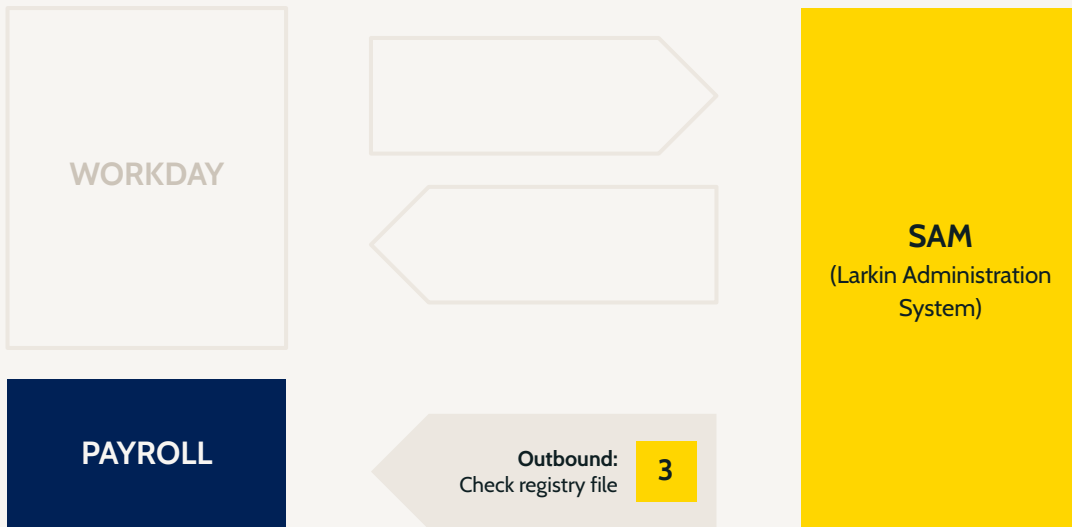 WORKDAY
SAM
(Larkin Administration
System)
PAYROLL
Outbound:
Check registry file
3